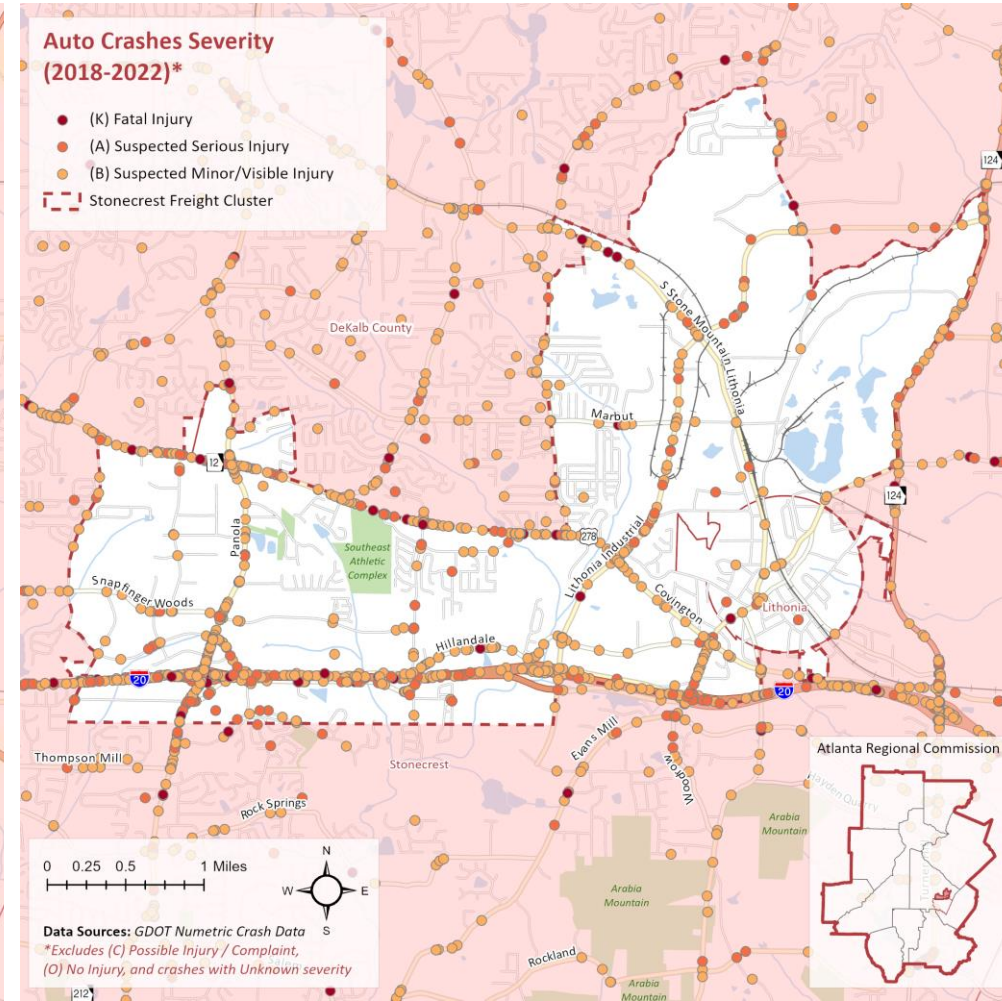 Auto Crashes Severity
(2018-2022)*
(K) Fatal Injury
(A) Suspected Serious Injury
(B) Suspected Minor/Visible Injury
Stonecrest Freight Cluster
124
DeKalb County
S Stone Mountain Lithonia
Marbut
12
124
Panola
Southeast
Athletic
Complex
278
Lithonia Industrial
Snapfinger Woods
Covington
Lithonia
Hillandale
20
20
Evans Mill
Thompson Mill
Stonecrest
Woodrow
Atlanta Regional Commission
Hayden Quarry
Rock Springs
Arabia
Mountain
Turner
0 0.25 0.5 1 Miles
N
W E
S
Arabia
Mountain
Data Sources: GDOT Numeric Crash Data
*Excludes (C) Possible Injury / Complaint,
(O) No Injury, and crashes with Unknown severity
Rockland
212
Arabia
Mountain